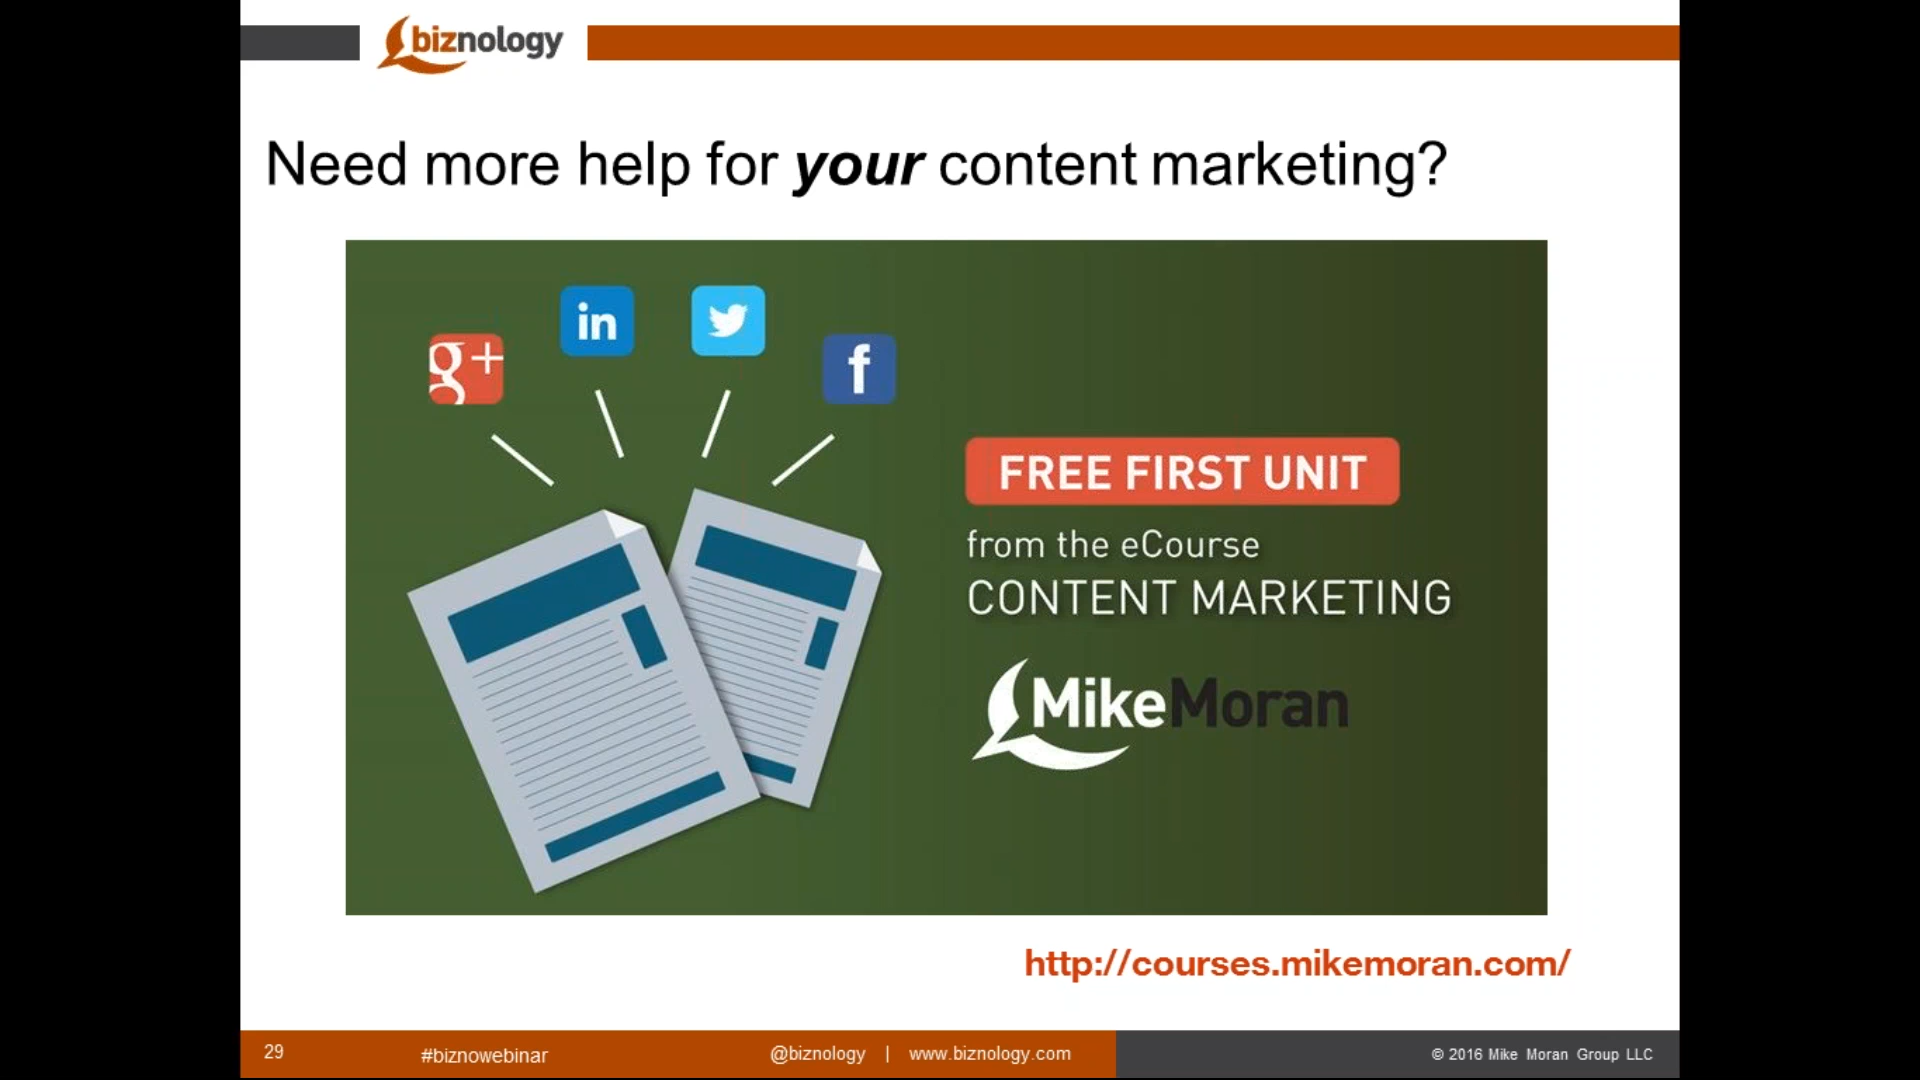 biznology
Need more help for your content marketing?
g+
in
f
FREE FIRST UNIT
from the eCourse
CONTENT MARKETING
MikeMoran
http://courses.mikemoran.com/
29
#biznowebinar
@biznology | www.biznology.com
© 2016 Mike Moran Group LLC